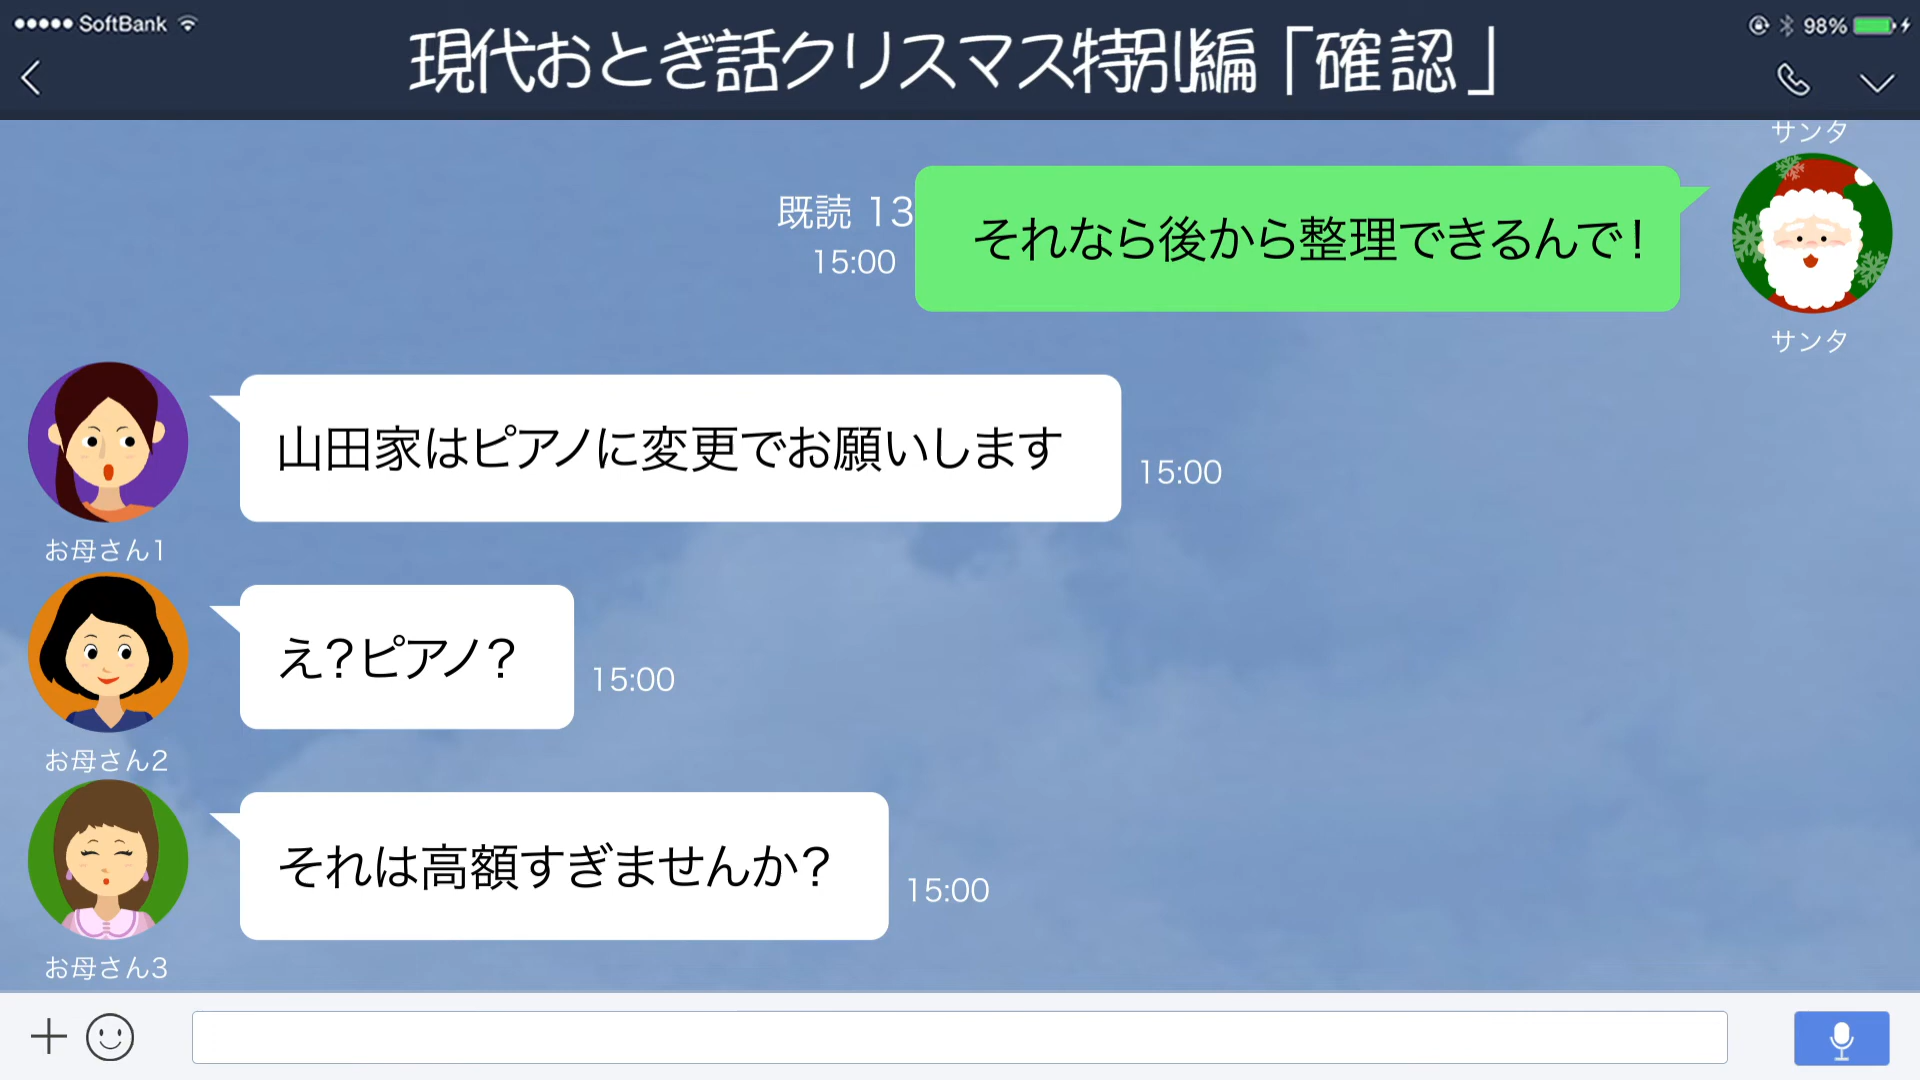 SoftBank
98%
現代おとぎ話クリスマス特別編「確認」
サンタ
既読 13
15:00
それなら後から整理できるんで!
サンタ
山田家はピアノに変更でお願いします
15:00
お母さん1
え?ピアノ?
15:00
お母さん2
それは高額すぎませんか?
15:00
お母さん3